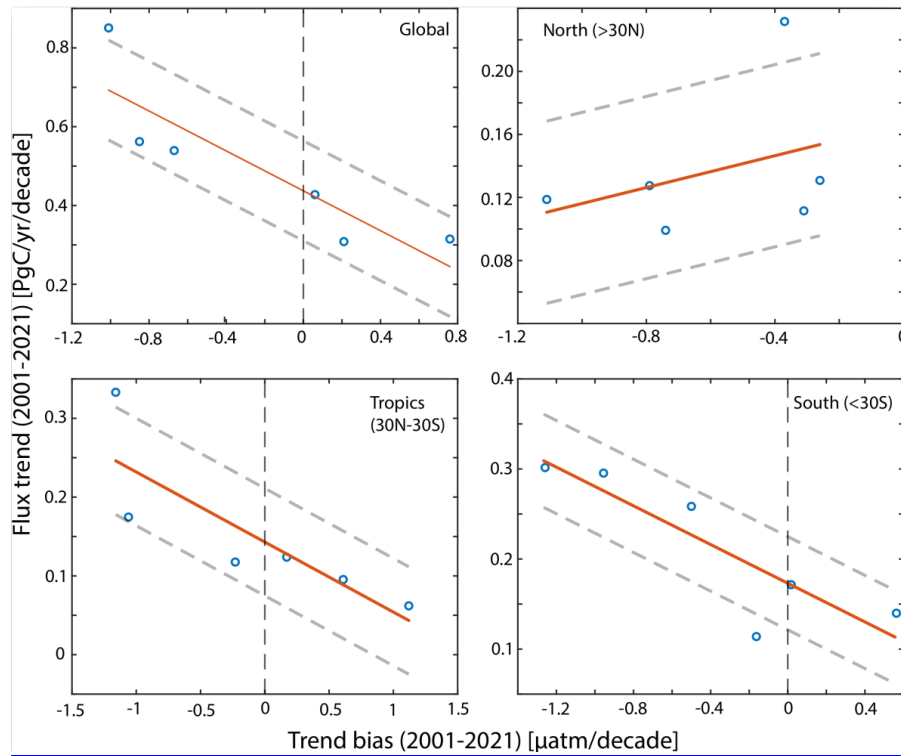 Global
0.8
0.6
0.4
0.2
-1.2 -0.8 -0.4 0 0.4 0.8
North (>30N)
0.20
0.16
0.12
0.08
-1.2 -0.8 -0.4 0
Flux trend (2001-2021) [PgC/yr/decade]
Tropics
(30N-30S)
0.3
0.2
0.1
0
-1.5 -1 -0.5 0 0.5 1 1.5
South (<30S)
0.4
0.3
0.2
0.1
-1.2 -0.8 -0.4 0 0.4
Trend bias (2001-2021) [µatm/decade]